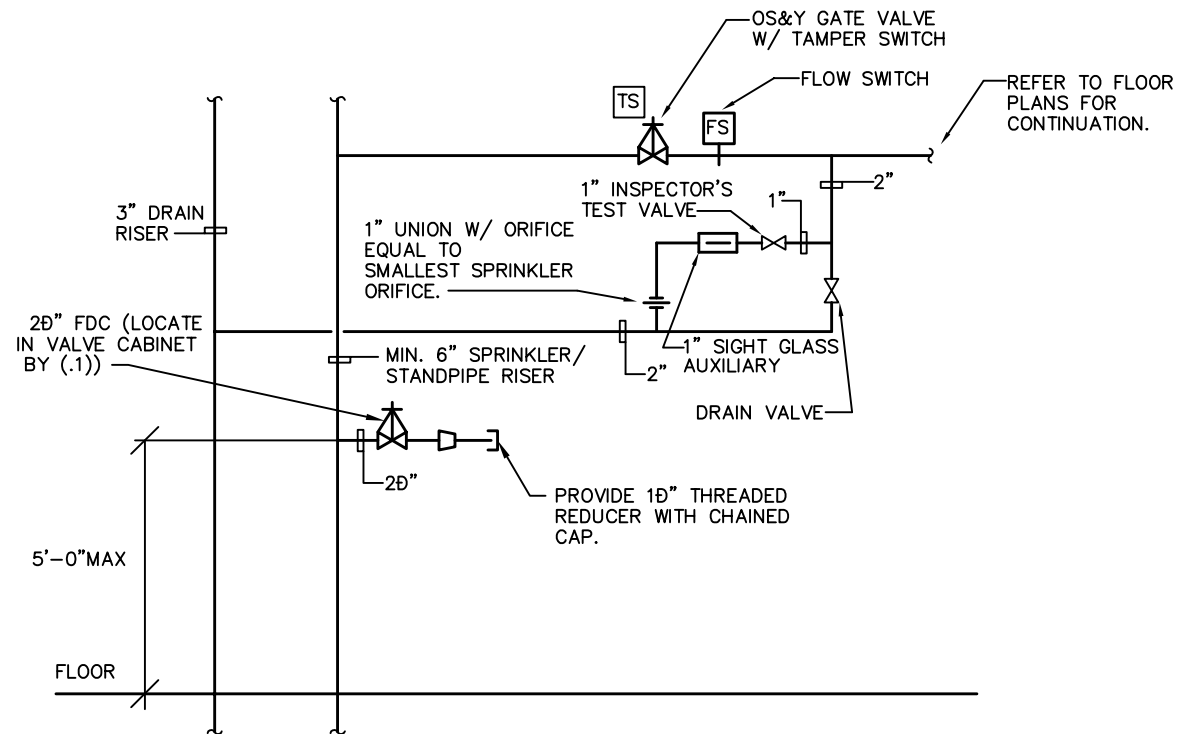 OS&Y GATE VALVE
W/ TAMPER SWITCH
FLOW SWITCH
REFER TO FLOOR
PLANS FOR
CONTINUATION.
TS
FS
2"
1" INSPECTOR'S
TEST VALVE
1"
3" DRAIN
RISER
1" UNION W/ ORIFICE
EQUAL TO
SMALLEST SPRINKLER
ORIFICE.
2Đ" FDC (LOCATE
IN VALVE CABINET
BY (.1))
MIN. 6" SPRINKLER/
STANDPIPE RISER
2"
1" SIGHT GLASS
AUXILIARY
DRAIN VALVE
2Đ"
PROVIDE 1Đ" THREADED
REDUCER WITH CHAINED
CAP.
5'-0"MAX
FLOOR